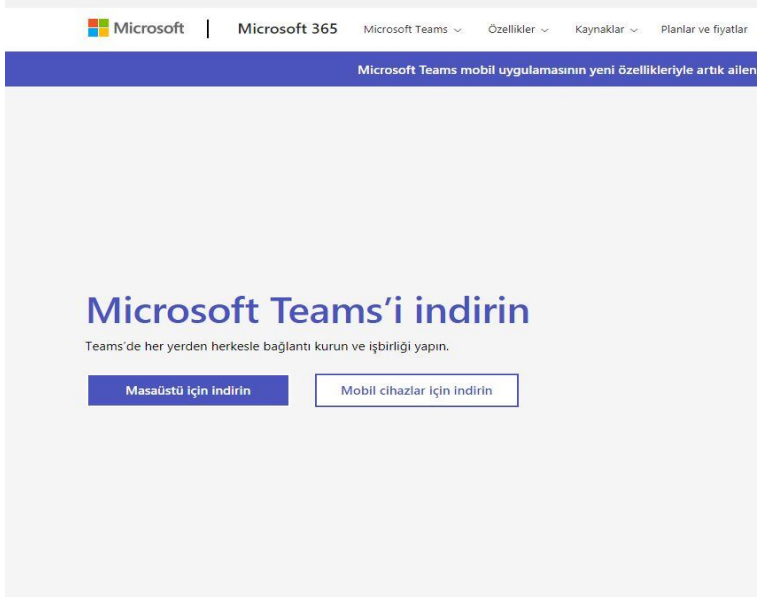 Microsoft | Microsoft 365 Microsoft Teams Özellikler Kaynaklar Planlar ve fiyatlar
Microsoft Teams mobil uygulamasının yeni özellikleriyle artık ailen
Microsoft Teams’i indirin
Teams’de her yerden herkesle bağlantı kurun ve işbirliği yapın.
Masaüstü için indirin Mobil cihazlar için indirin